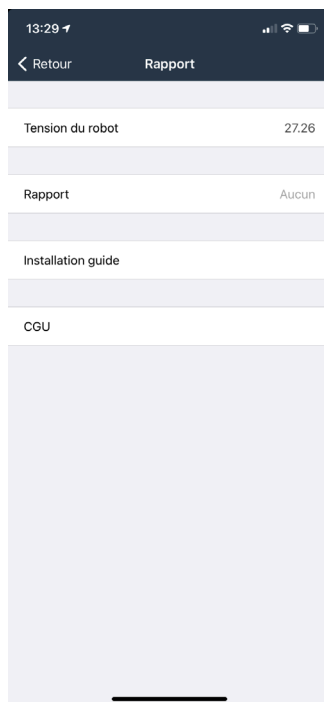 13:29
Retour
Rapport
Tension du robot 27.26
Rapport Aucun
Installation guide
CGU